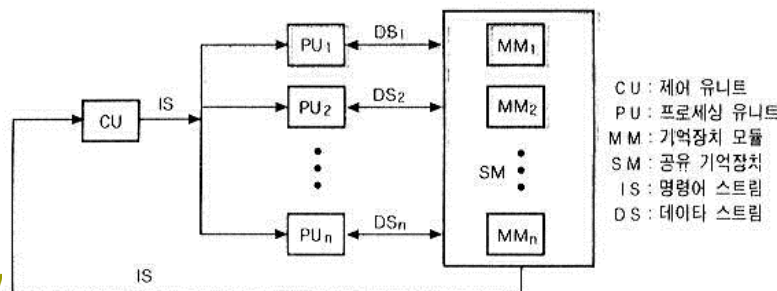 PU₁
DS₁
MM₁
IS
CU
PU₂
DS₂
MM₂
SM
PUₙ
DSₙ
MMₙ
IS
CU : 제어 유니트
PU : 프로세싱 유니트
MM : 기억장치 모듈
SM : 공유 기억장치
IS : 명령어 스트림
DS : 데이타 스트림